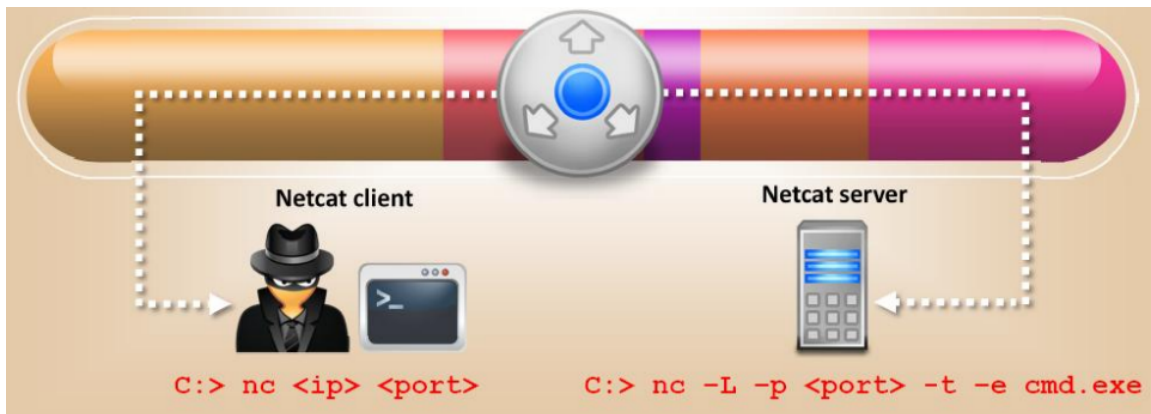 Netcat client
Netcat server
>_
C:> nc <ip> <port>
C:> nc –L –p <port> -t -e cmd.exe